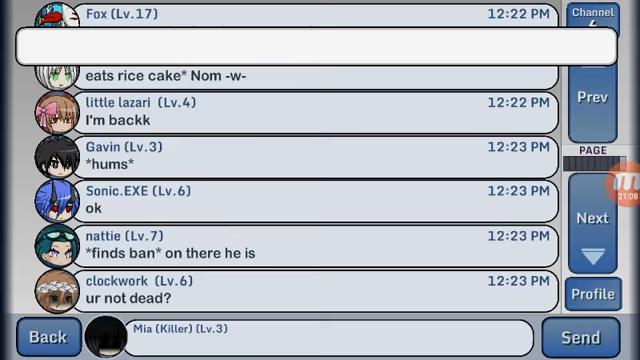 Fox (Lv.17)
12:22 PM
Channel
eats rice cake* Nom -w-
little lazari (Lv.4)
12:22 PM
I'm backk
Prev
Gavin (Lv.3)
12:23 PM
*hums*
PAGE
Sonic.EXE (Lv.6)
12:23 PM
ok
21:08
nattie (Lv.7)
12:23 PM
*finds ban* on there he is
Next
clockwork (Lv.6)
12:23 PM
ur not dead?
Profile
Back
Mia (Killer) (Lv.3)
Send